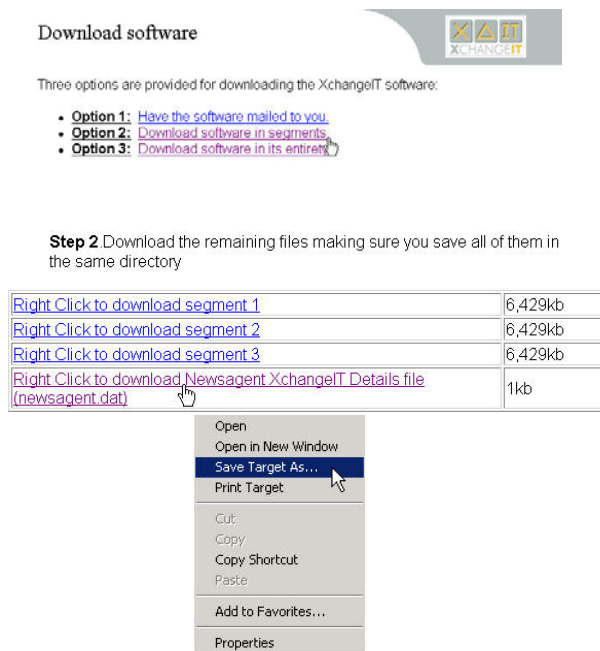 Download software
XCHANGEIT
Three options are provided for downloading the XchangeIT software:
• Option 1: Have the software mailed to you.
• Option 2: Download software in segments.
• Option 3: Download software in its entirety
Step 2.Download the remaining files making sure you save all of them in
the same directory
Right Click to download segment 1 6,429kb
Right Click to download segment 2 6,429kb
Right Click to download segment 3 6,429kb
Right Click to download Newsagent XchangeIT Details file
(newsagent.dat) 1kb
Open
Open in New Window
Save Target As...
Print Target
Cut
Copy
Copy Shortcut
Paste
Add to Favorites...
Properties